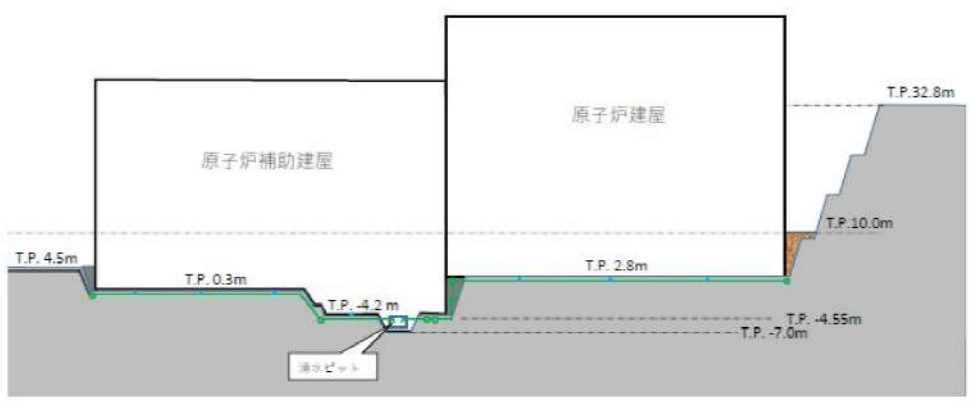 T.P.32.8m
原子炉建屋
原子炉補助建屋
T.P.10.0m
T.P. 4.5m
T.P. 2.8m
T.P. 0.3m
T.P. -4.2 m
T.P. -4.55m
T.P. -7.0m
湧水ピット